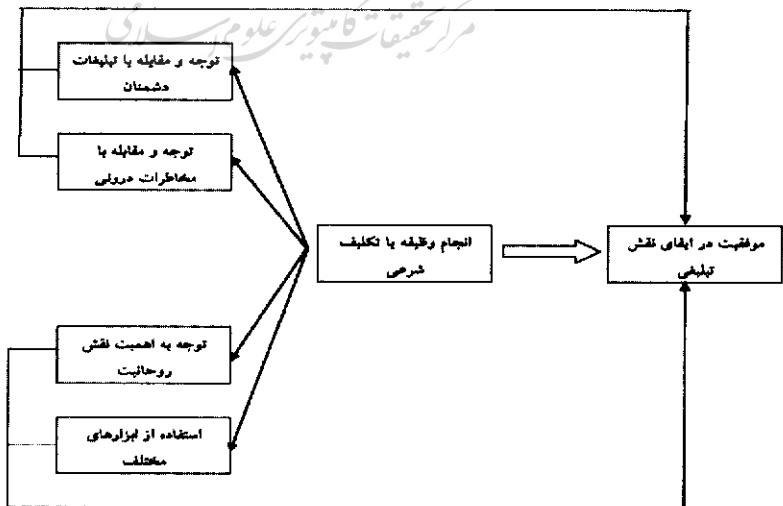 مرکز تحقیقات کامپیوتری علوم اسلامی
توجه و مقابله با تبلیغات
دشمنان
توجه و مقابله با
مخاطرات درونی
انجام وظیفه یا تکلیف
شرعی
موفقیت در ایفای نقش
تبلیغی
توجه به اهمیت نقش
روحانیت
استفاده از ابزارهای
مختلف